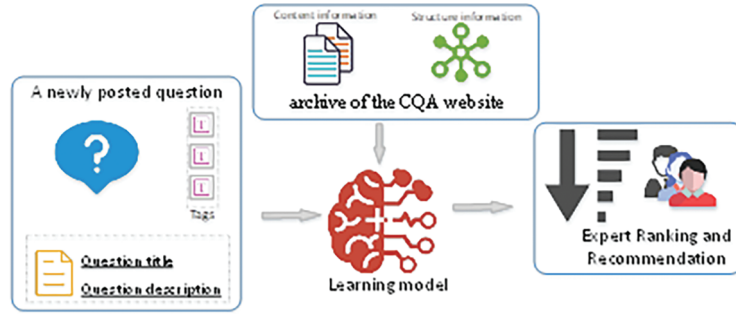 Content information
Structure information
archive of the CQA website
A newly posted question
?
Tags
Question title
Question description
Learning model
Expert Ranking and
Recommendation